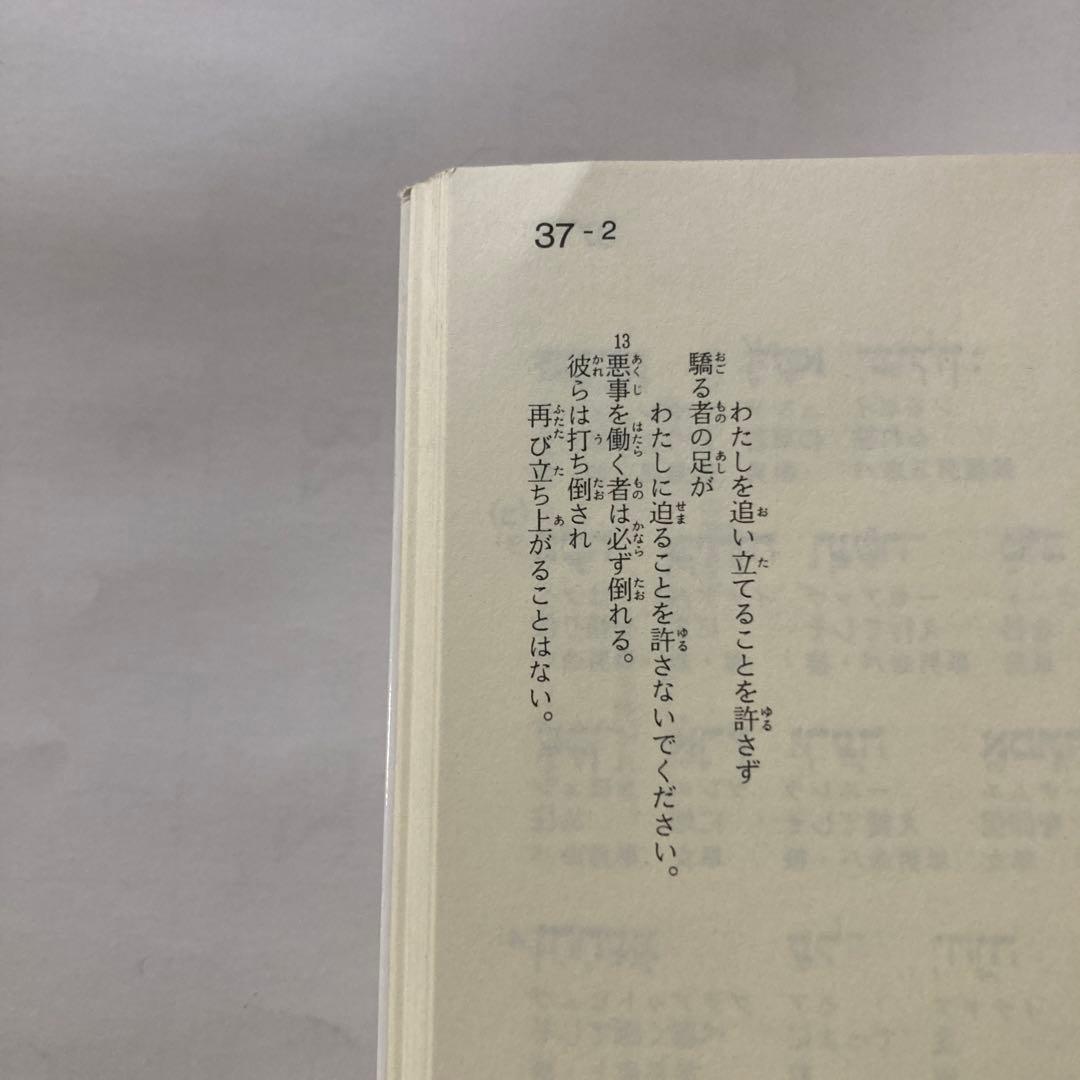 37-2
わたしを追い立てることを許さず
驕る者の足が
わたしに迫ることを許さないでください。
13 悪事を働く者は必ず倒れる。
彼らは打ち倒され
再び立ち上がることはない。